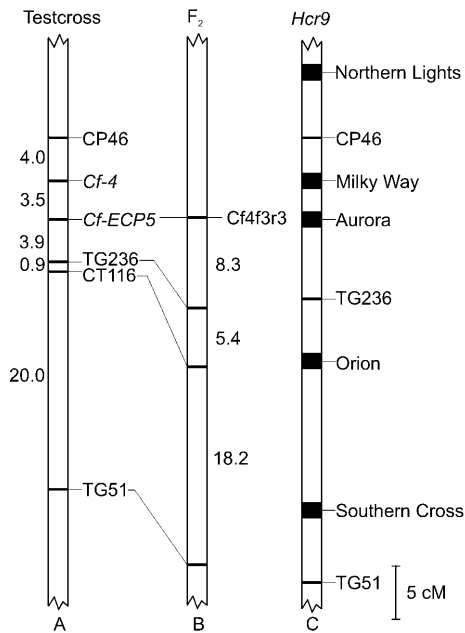 Testcross
F₂
Hcr9
Northern Lights
CP46
CP46
4.0
Cf-4
Milky Way
3.5
Cf-ECP5
Cf4f3r3
Aurora
3.9
TG236
8.3
0.9
CT116
TG236
5.4
Orion
20.0
18.2
TG51
Southern Cross
TG51
5 cM
A
B
C